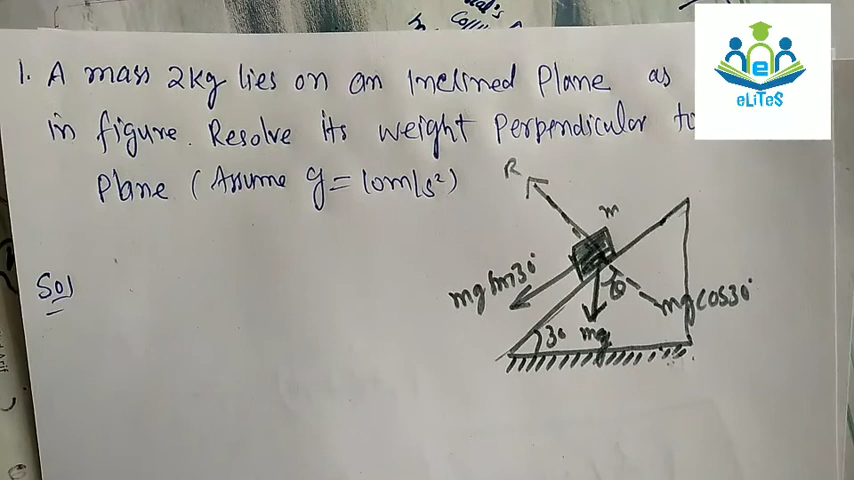 1. A mass 2kg lies on an Inclined Plane as
in figure. Resolve its weight Perpendicular to
Plane (Assume g = 10m/s²)
eLiTeS
R
m
mg sin30°
mg cos30°
30
mg
Sol